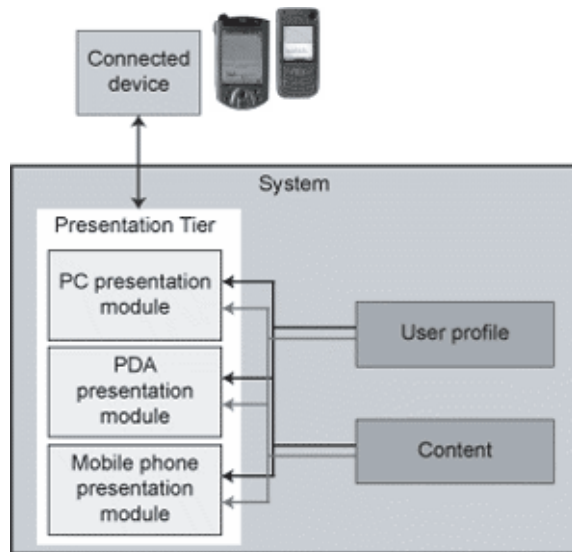 Connected
device
System
Presentation Tier
PC presentation
module
PDA
presentation
module
Mobile phone
presentation
module
User profile
Content